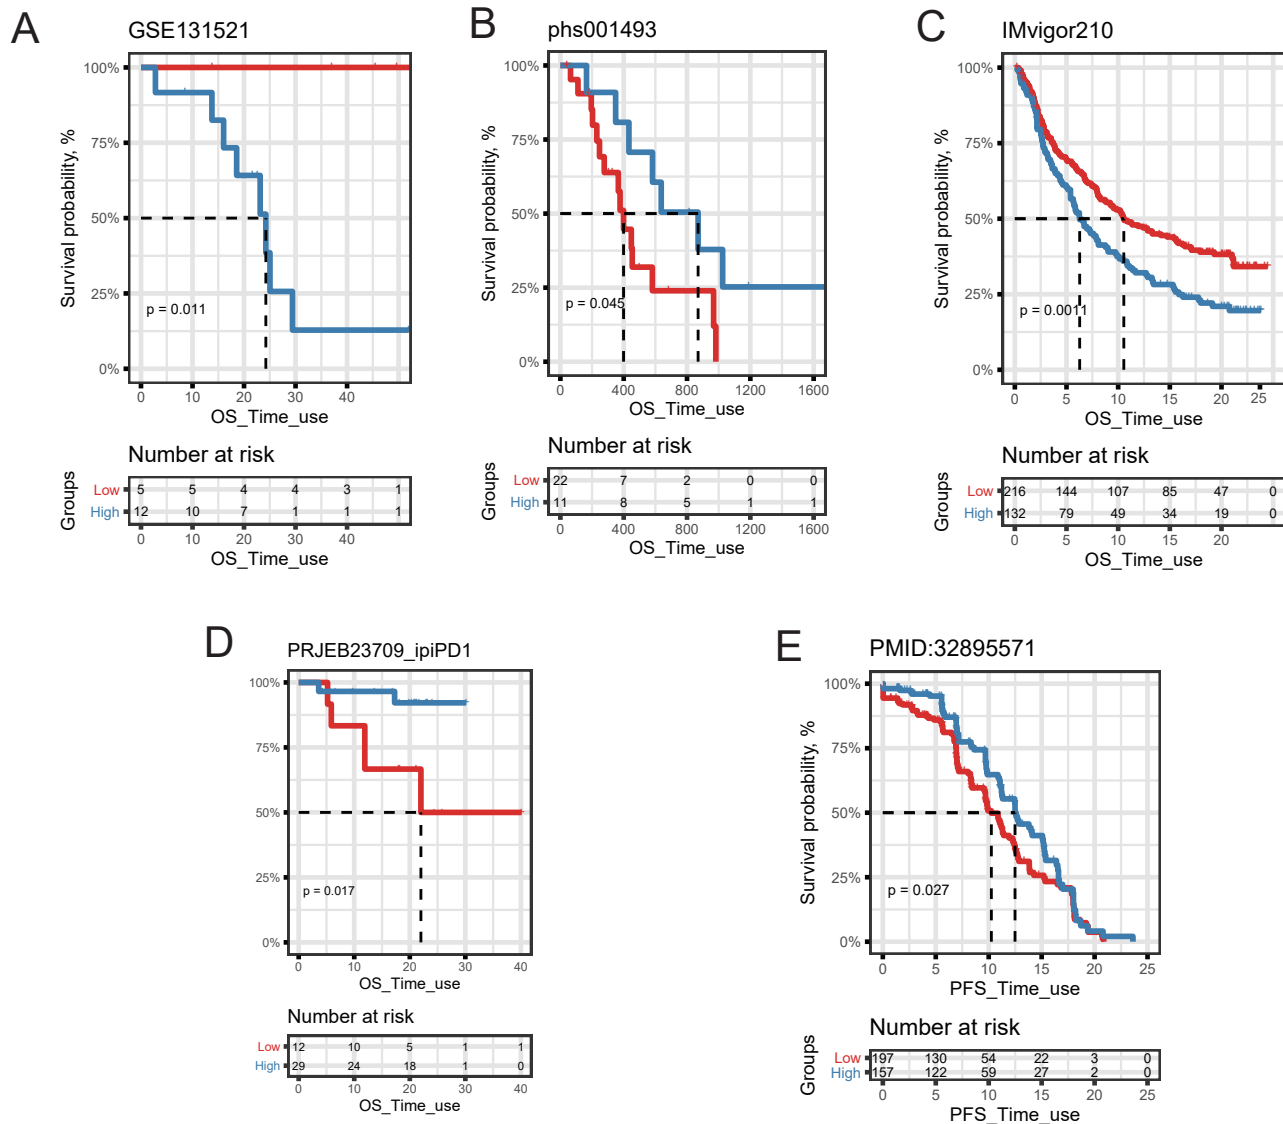 A
GSE131521
100%
75%
50%
25%
0%
Survival probability, %
p = 0.011
0 10 20 30 40
OS_Time_use
Number at risk
Groups
Low 5 5 4 4 3 1
High 12 10 7 1 1 1
0 10 20 30 40
OS_Time_use
B
phs001493
100%
75%
50%
25%
0%
Survival probability, %
p = 0.045
0 400 800 1200 1600
OS_Time_use
Number at risk
Groups
Low 22 7 2 0 0
High 11 8 5 1 1
0 400 800 1200 1600
OS_Time_use
C
IMvigor210
100%
75%
50%
25%
0%
Survival probability, %
p = 0.0011
0 5 10 15 20 25
OS_Time_use
Number at risk
Groups
Low 216 144 107 85 47 0
High 132 79 49 34 19 0
0 5 10 15 20
OS_Time_use
D
PRJEB23709_ipiPD1
100%
75%
50%
25%
0%
Survival probability, %
p = 0.017
0 10 20 30 40
OS_Time_use
Number at risk
Low 12 10 5 1 1
High 29 24 18 1 0
0 10 20 30 40
OS_Time_use
E
PMID:32895571
100%
75%
50%
25%
0%
Survival probability, %
p = 0.027
0 5 10 15 20 25
PFS_Time_use
Number at risk
Groups
Low 197 130 54 22 3 0
High 157 122 59 27 2 0
0 5 10 15 20 25
PFS_Time_use